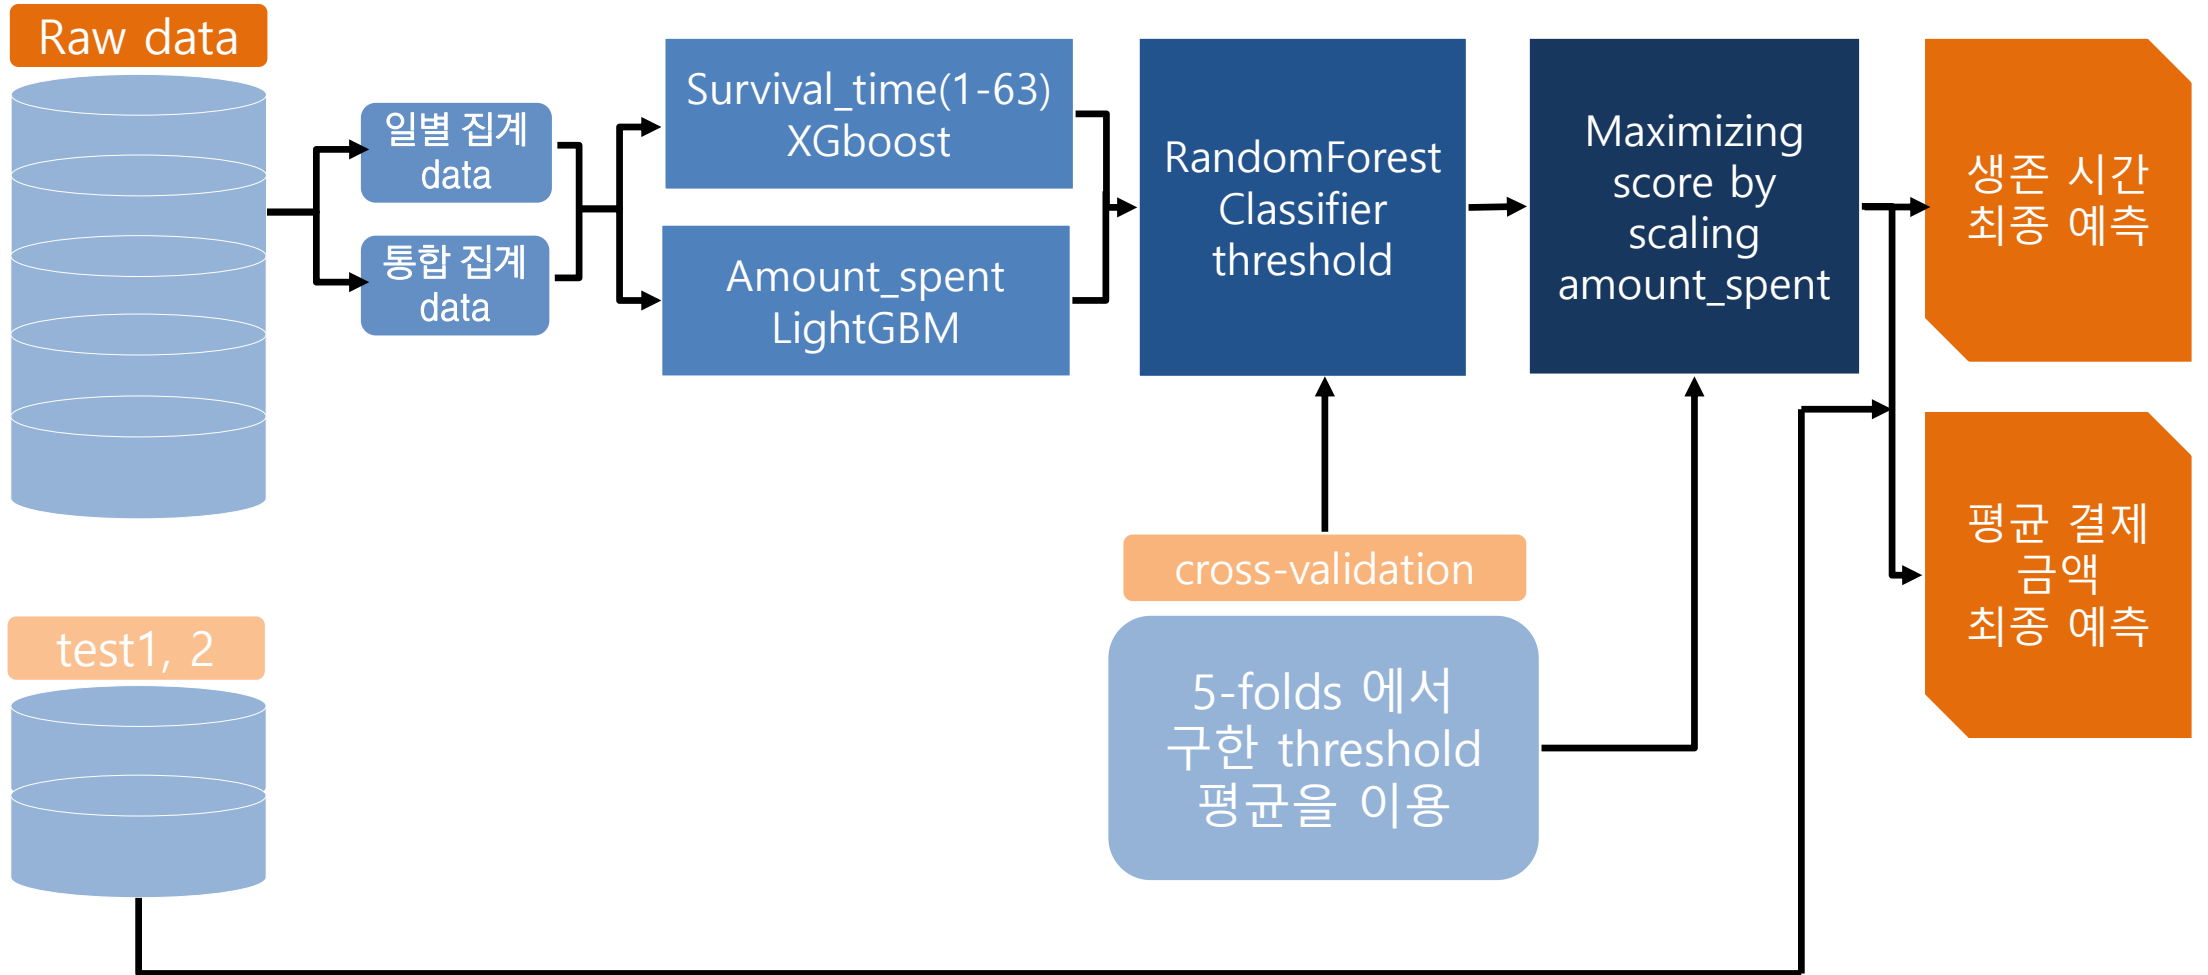 Raw data
일별 집계
data
통합 집계
data
Survival_time(1-63)
XGboost
Amount_spent
LightGBM
RandomForest
Classifier
threshold
Maximizing
score by
scaling
amount_spent
생존 시간
최종 예측
평균 결제
금액
최종 예측
cross-validation
5-folds 에서
구한 threshold
평균을 이용
test1, 2